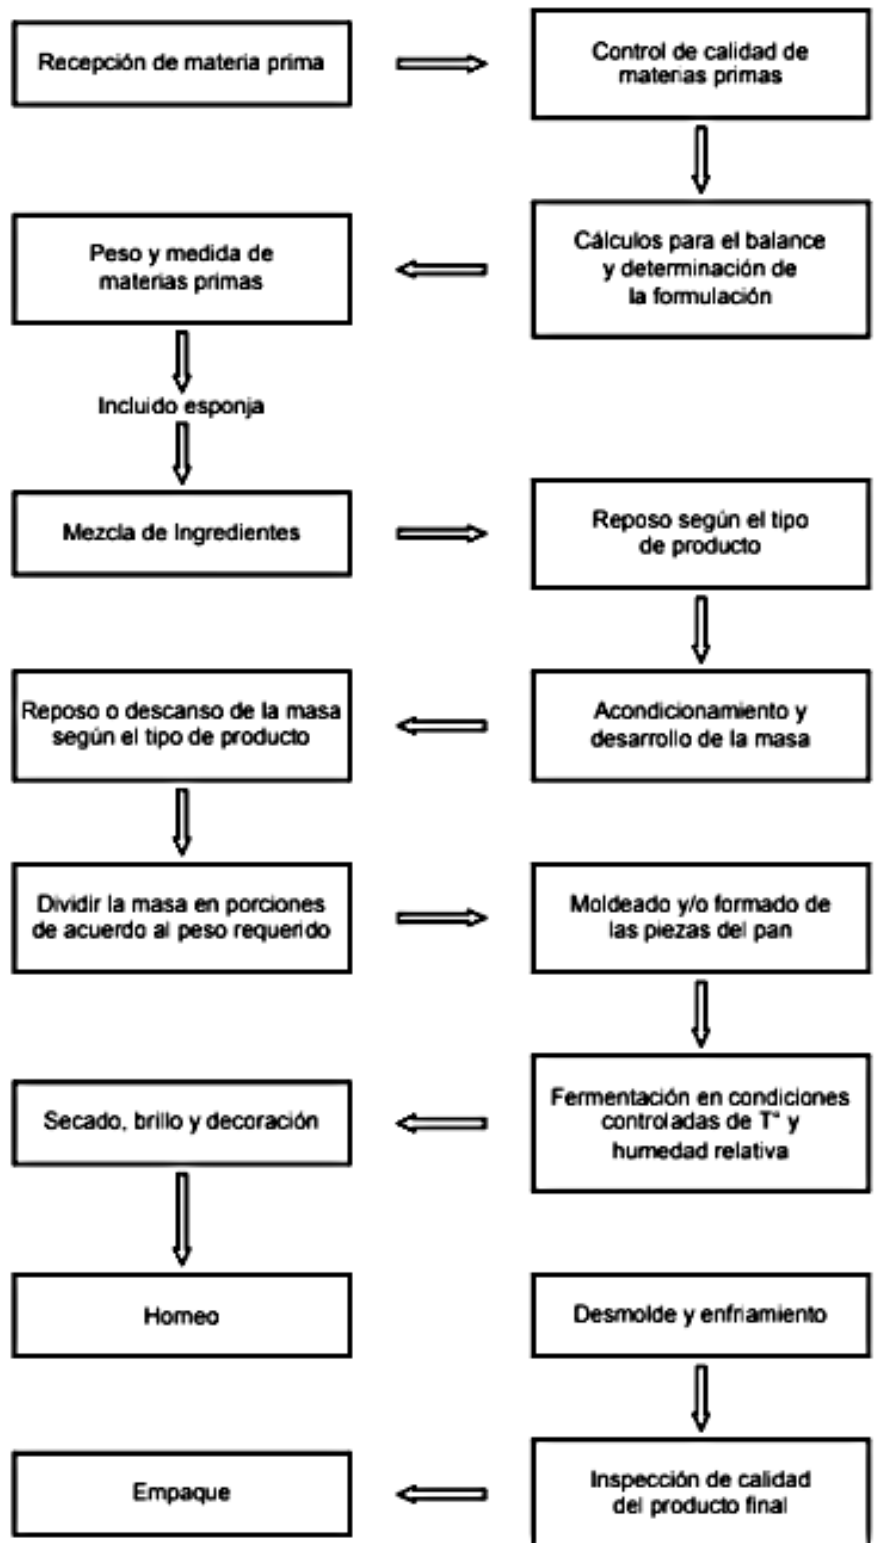 Recepción de materia prima
Control de calidad de
materias primas
Cálculos para el balance
y determinación de
la formulación
Peso y medida de
materias primas
Incluido esponja
Mezcla de Ingredientes
Reposo según el tipo
de producto
Acondicionamiento y
desarrollo de la masa
Reposo o descanso de la masa
según el tipo de producto
Dividir la masa en porciones
de acuerdo al peso requerido
Moldeado y/o formado de
las piezas del pan
Fermentación en condiciones
controladas de T° y
humedad relativa
Secado, brillo y decoración
Horneo
Desmolde y enfriamiento
Inspección de calidad
del producto final
Empaque